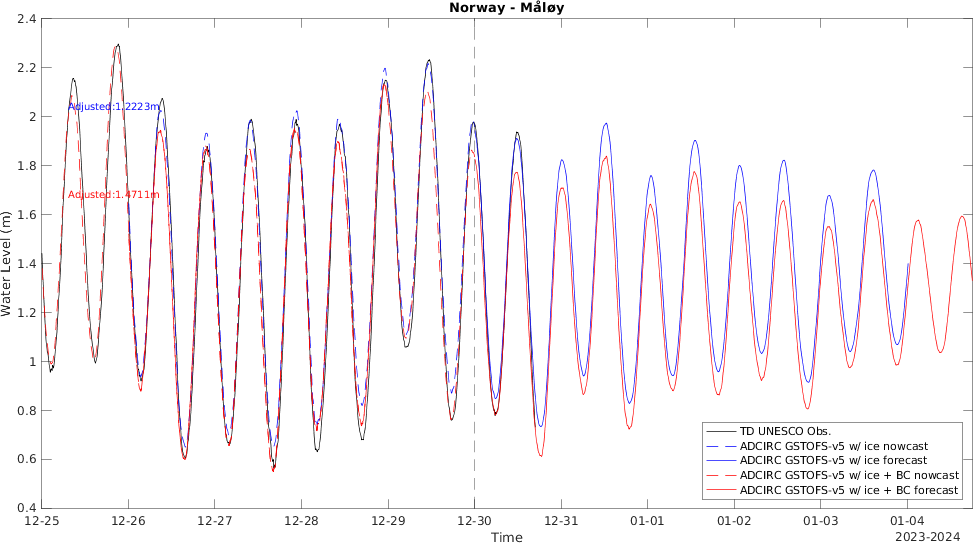 Norway - Måløy
2.4
2.2
2
1.8
1.6
1.4
1.2
1
0.8
0.6
0.4
Water Level (m)
Adjusted:1.2223m
Adjusted:1.4711m
TD UNESCO Obs.
ADCIRC GSTOFS-v5 w/ ice nowcast
ADCIRC GSTOFS-v5 w/ ice forecast
ADCIRC GSTOFS-v5 w/ ice + BC nowcast
ADCIRC GSTOFS-v5 w/ ice + BC forecast
12-25 12-26 12-27 12-28 12-29 12-30 12-31 01-01 01-02 01-03 01-04
Time
2023-2024